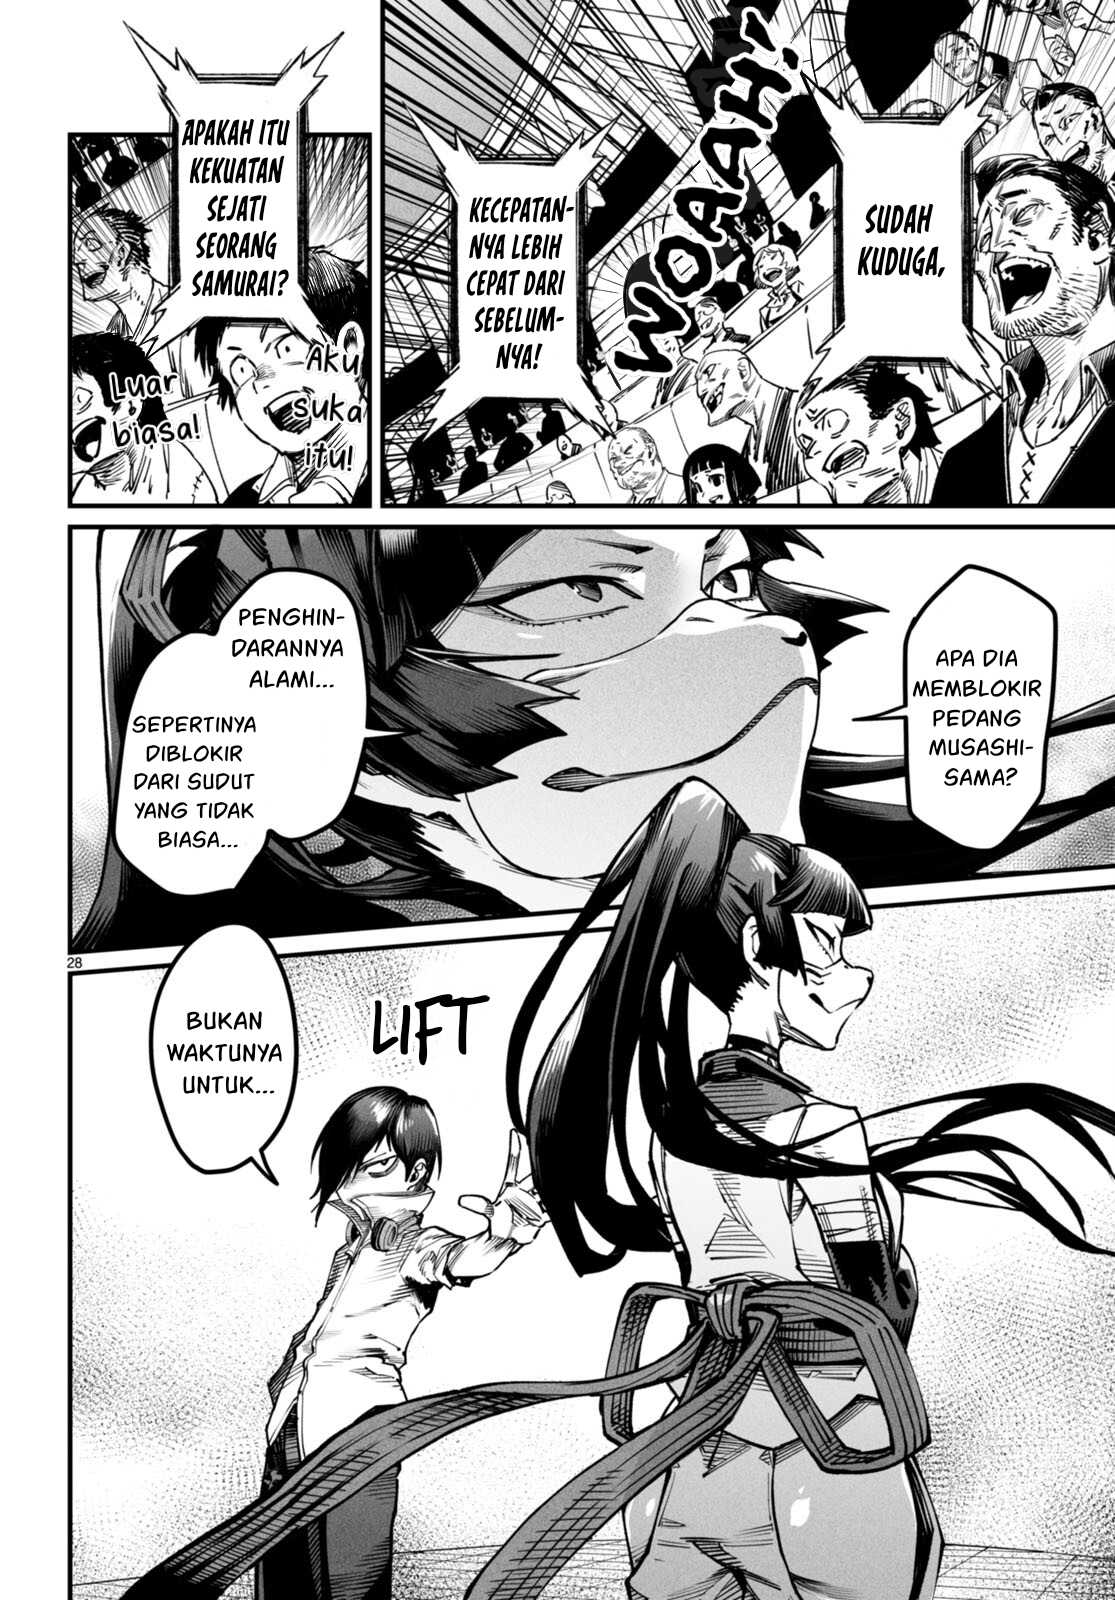 WOAAH!
SUDAH
KUDUGA,
KECEPATAN-
NYA LEBIH
CEPAT DARI
SEBELUM-
NYA!
APAKAH ITU
KEKUATAN
SEJATI
SEORANG
SAMURAI?
Aku
suka
itu!
Luar
biasa!
APA DIA
MEMBLOKIR
PEDANG
MUSASHI-
SAMA?
PENGHIN-
DARANNYA
ALAMI...
SEPERTINYA
DIBLOKIR
DARI SUDUT
YANG TIDAK
BIASA...
28
LIFT
BUKAN
WAKTUNYA
UNTUK...